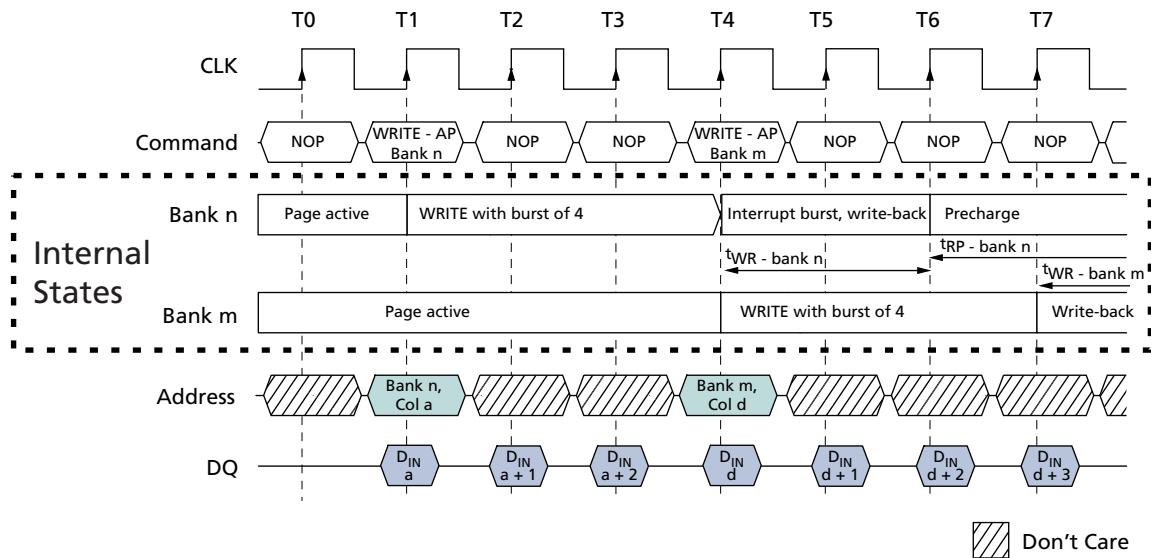 T0 T1 T2 T3 T4 T5 T6 T7
CLK
Command NOP WRITE - AP Bank n NOP NOP WRITE - AP Bank m NOP NOP NOP
Internal States
Bank n Page active WRITE with burst of 4 Interrupt burst, write-back Precharge
tWR - bank n tRP - bank n
tWR - bank m
Bank m Page active WRITE with burst of 4 Write-back
Address Bank n, Col a Bank m, Col d
DQ DIN a DIN a + 1 DIN a + 2 DIN d DIN d + 1 DIN d + 2 DIN d + 3
Don't Care